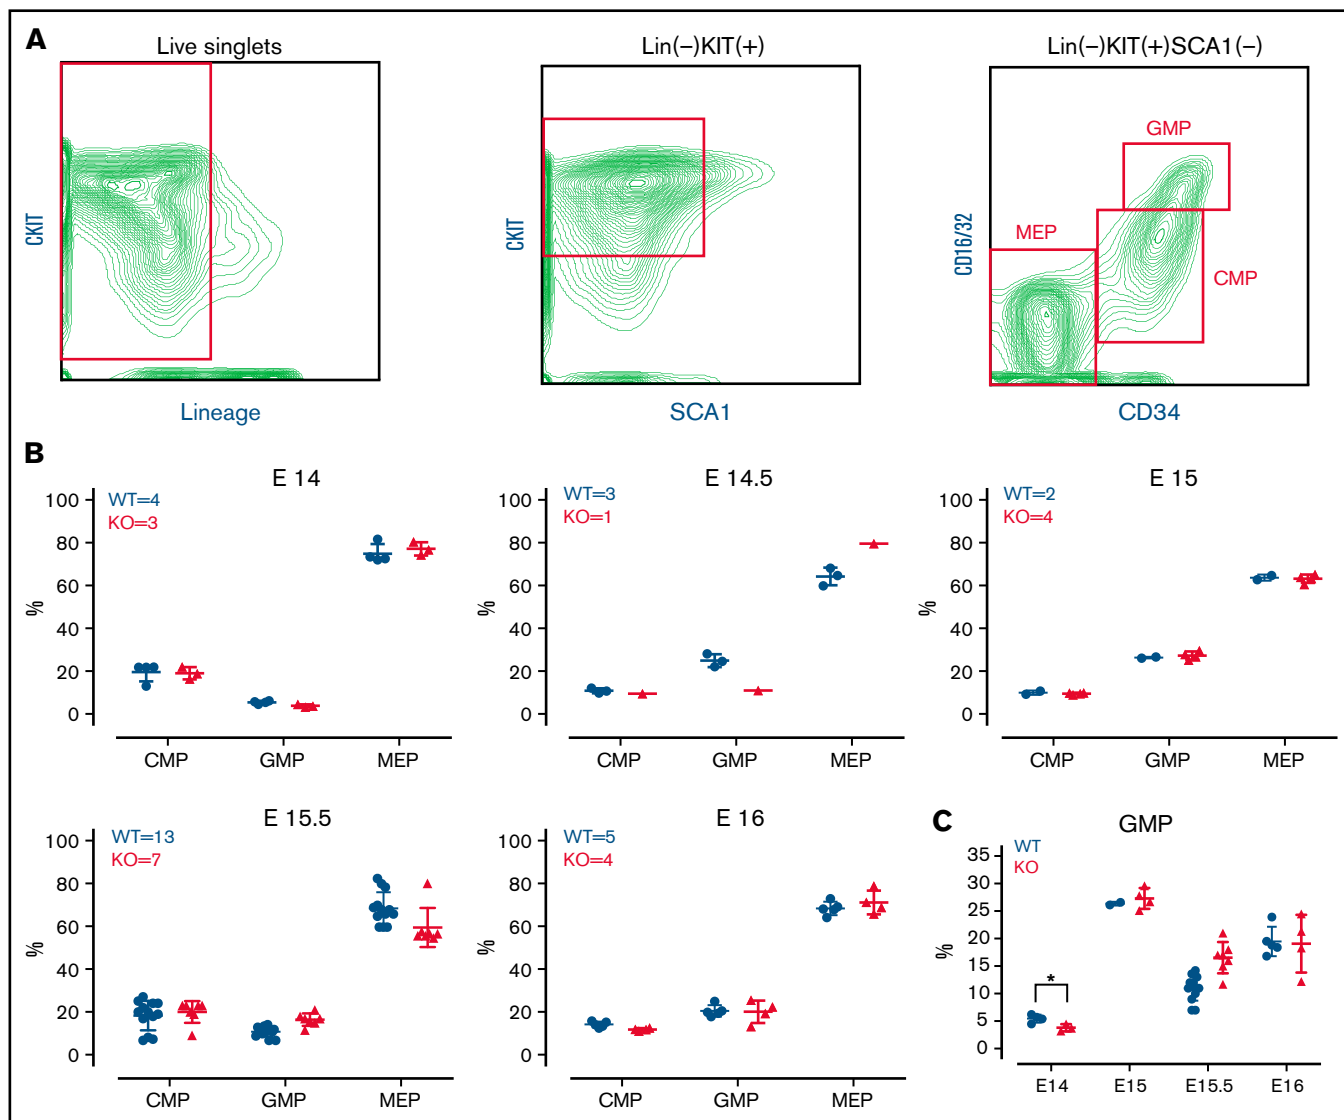 A
Live singlets
Lin(−)KIT(+)
Lin(−)KIT(+)SCA1(−)
CKIT
Lineage
CKIT
SCA1
CD16/32
GMP
MEP
CMP
CD34
B
E 14
WT=4
KO=3
%
100
80
60
40
20
0
CMP GMP MEP
E 14.5
WT=3
KO=1
%
100
80
60
40
20
0
CMP GMP MEP
E 15
WT=2
KO=4
%
100
80
60
40
20
0
CMP GMP MEP
E 15.5
WT=13
KO=7
%
100
80
60
40
20
0
CMP GMP MEP
E 16
WT=5
KO=4
%
100
80
60
40
20
0
CMP GMP MEP
C
GMP
WT
KO
%
35
30
25
20
15
10
5
0
*
E14 E15 E15.5 E16